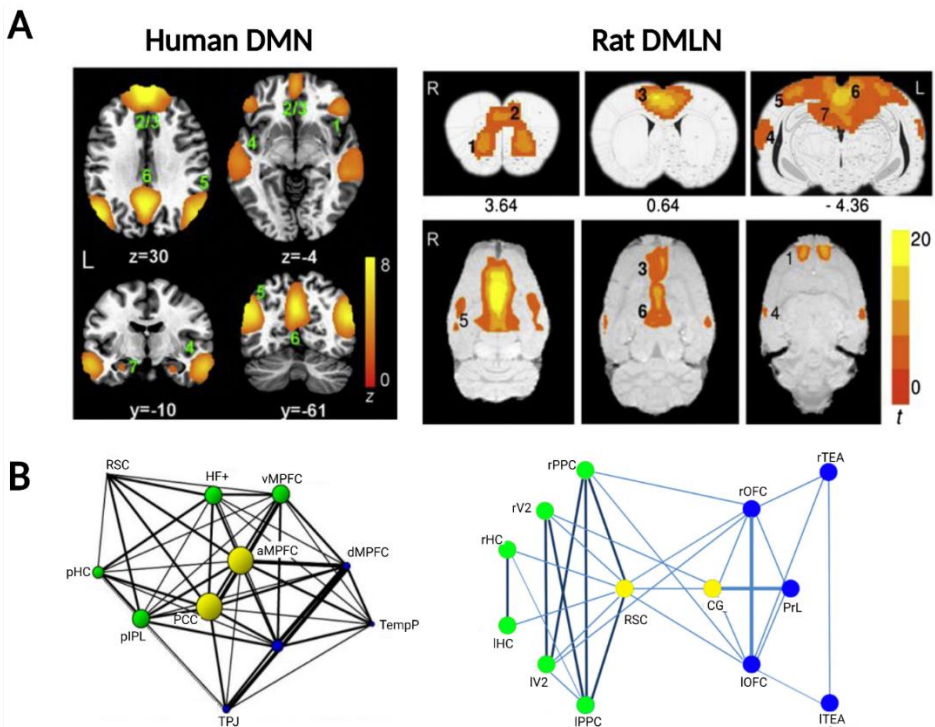 A
Human DMN
Rat DMLN
2/3
6
5
z=30
2/3
1
4
z=-4
L
4
7
y=-10
5
6
y=-61
8
0
z
R
1
2
3.64
3
0.64
L
5
6
7
4
- 4.36
R
5
3
6
1
4
20
0
t
B
RSC
HF+
vMPFC
aMPFC
dMPFC
pHC
PCC
pIPL
TempP
TPJ
rPPC
rTEA
rV2
rOFC
rHC
RSC
CG_
PrL
lHC
lV2
lOFC
lPPC
lTEA